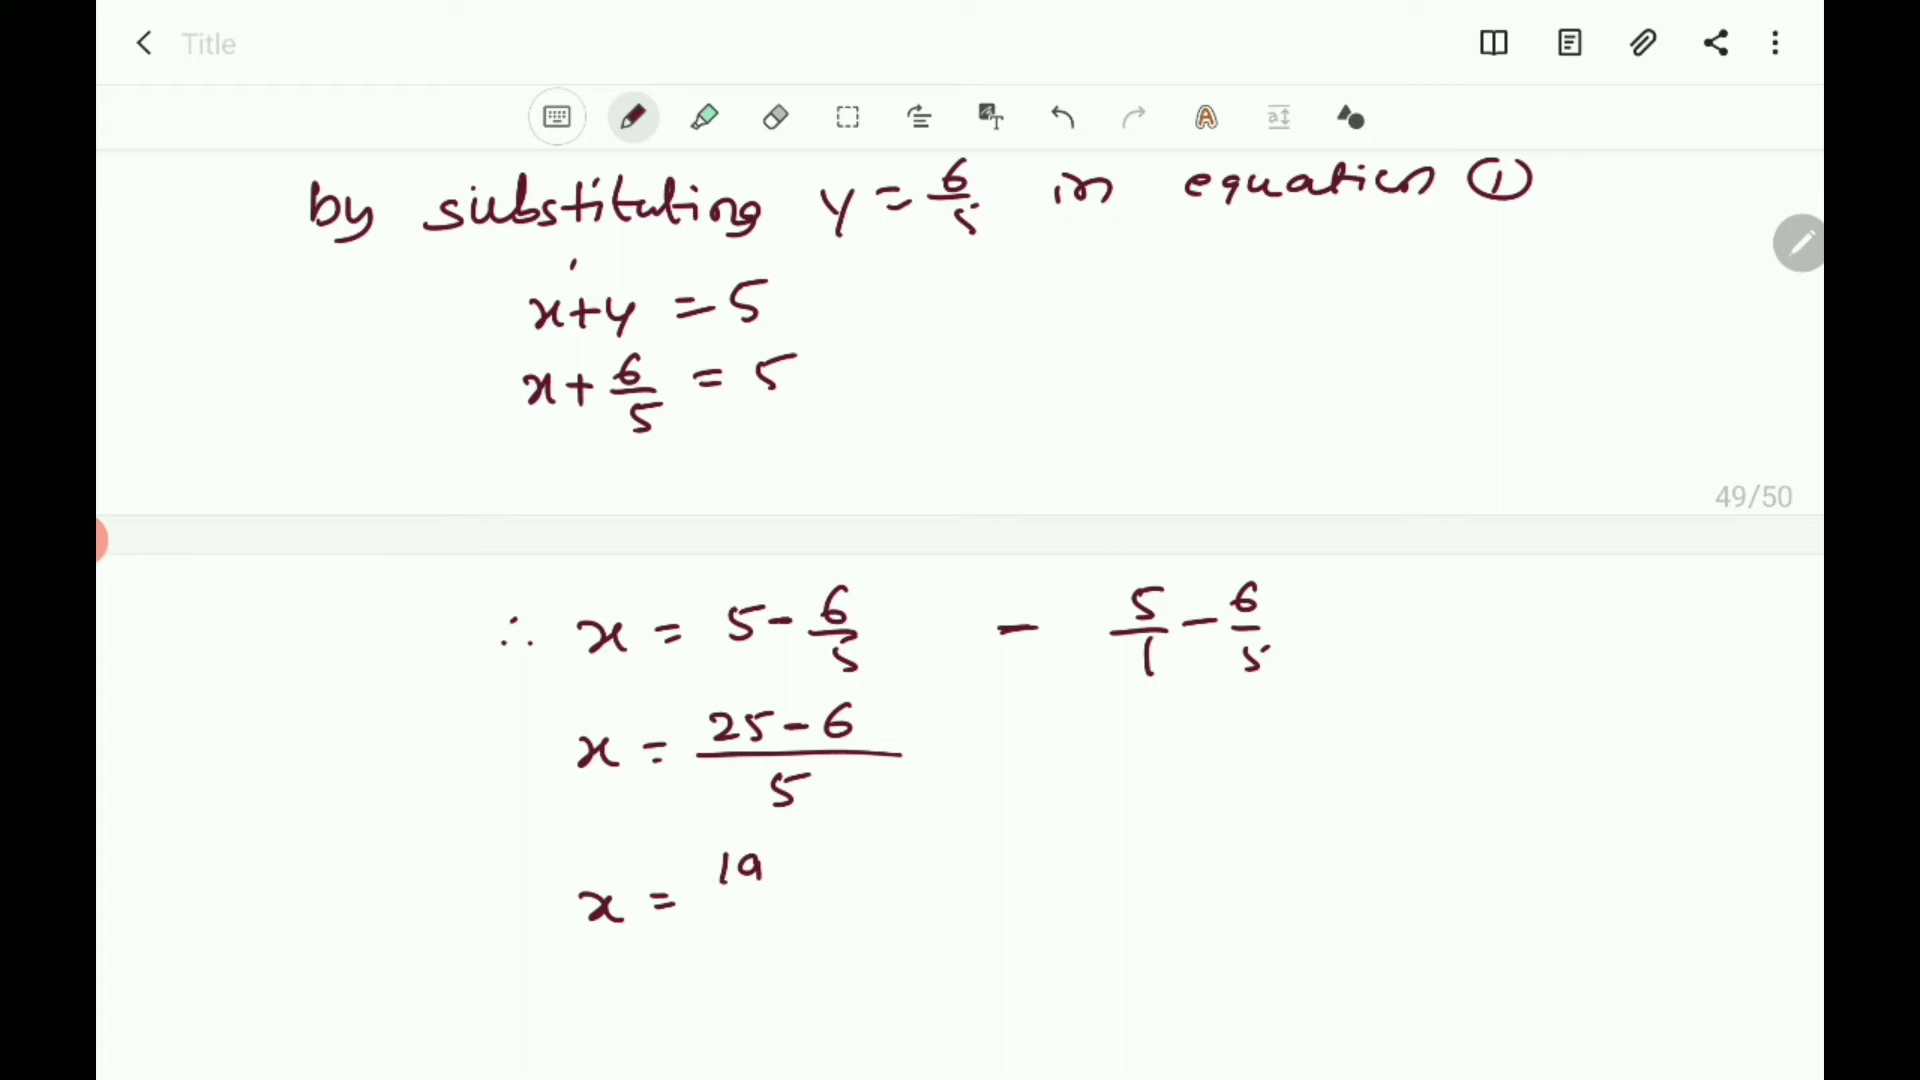 Title
by substituting y = 6/5 in equation ①
x+y = 5
x + 6/5 = 5
49/50
∴ x = 5 - 6/5 - 5/1 - 6/5
x = 25-6/5
x = 19